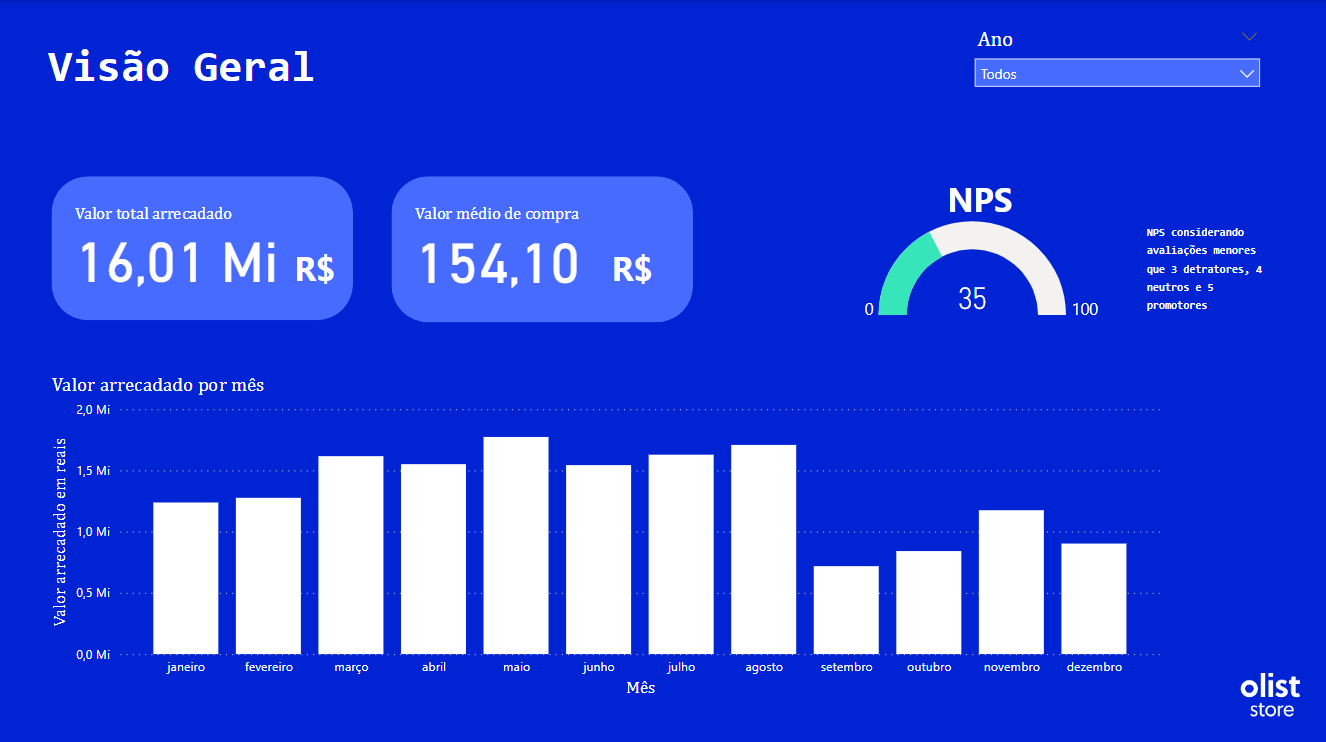 Visão Geral
Ano
Todos
Valor total arrecadado
16,01 Mi R$
Valor médio de compra
154,10 R$
NPS
0
35
100
NPS considerando
avaliações menores
que 3 detratores, 4
neutros e 5
promotores
Valor arrecadado por mês
Valor arrecadado em reais
2,0 Mi
1,5 Mi
1,0 Mi
0,5 Mi
0,0 Mi
janeiro fevereiro março abril maio junho julho agosto setembro outubro novembro dezembro
Mês
olist
store